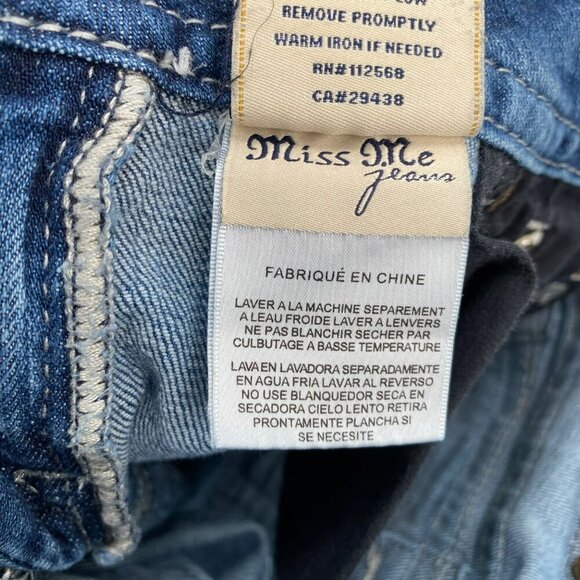 REMOVE PROMPTLY
WARM IRON IF NEEDED
RN#112568
CA#29438
Miss Me
jeans
FABRIQUÉ EN CHINE
LAVER A LA MACHINE SEPAREMENT
A LEAU FROIDE LAVER A LENVERS
NE PAS BLANCHIR SECHER PAR
CULBUTAGE A BASSE TEMPERATURE
LAVA EN LAVADORA SEPARADAMENTE
EN AGUA FRIA LAVAR AL REVERSO
NO USE BLANQUEDOR SECA EN
SECADORA CIELO LENTO RETIRA
PRONTAMENTE PLANCHA SI
SE NECESITE